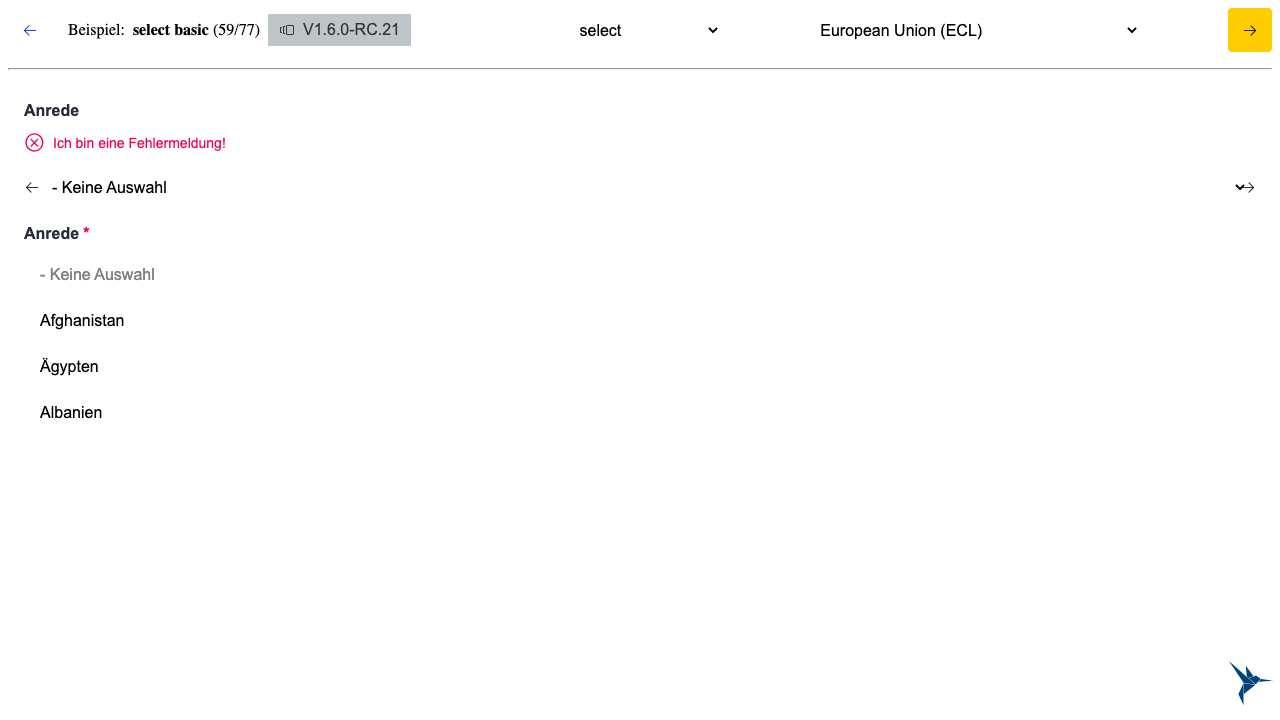 Beispiel: select basic (59/77) V1.6.0-RC.21 select European Union (ECL)
Anrede
Ich bin eine Fehlermeldung!
- Keine Auswahl
Anrede *
- Keine Auswahl
Afghanistan
Ägypten
Albanien